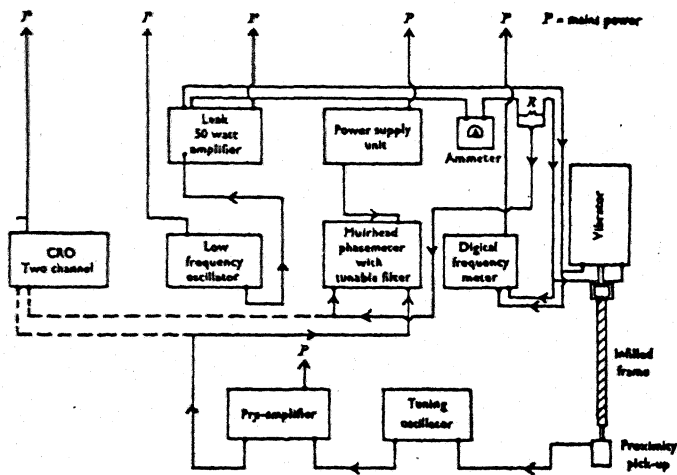 P
P
P
P
P
P = mains power
Leak
50 watt
amplifier
Power supply
unit
A
Ammeter
R
Vibrator
CRO
Two channel
Low
frequency
oscillator
Muirhead
phasemeter
with
tunable filter
Digital
frequency
meter
P
Infilled
frame
Pre-amplifier
Tuning
oscillator
Proximity
pick-up